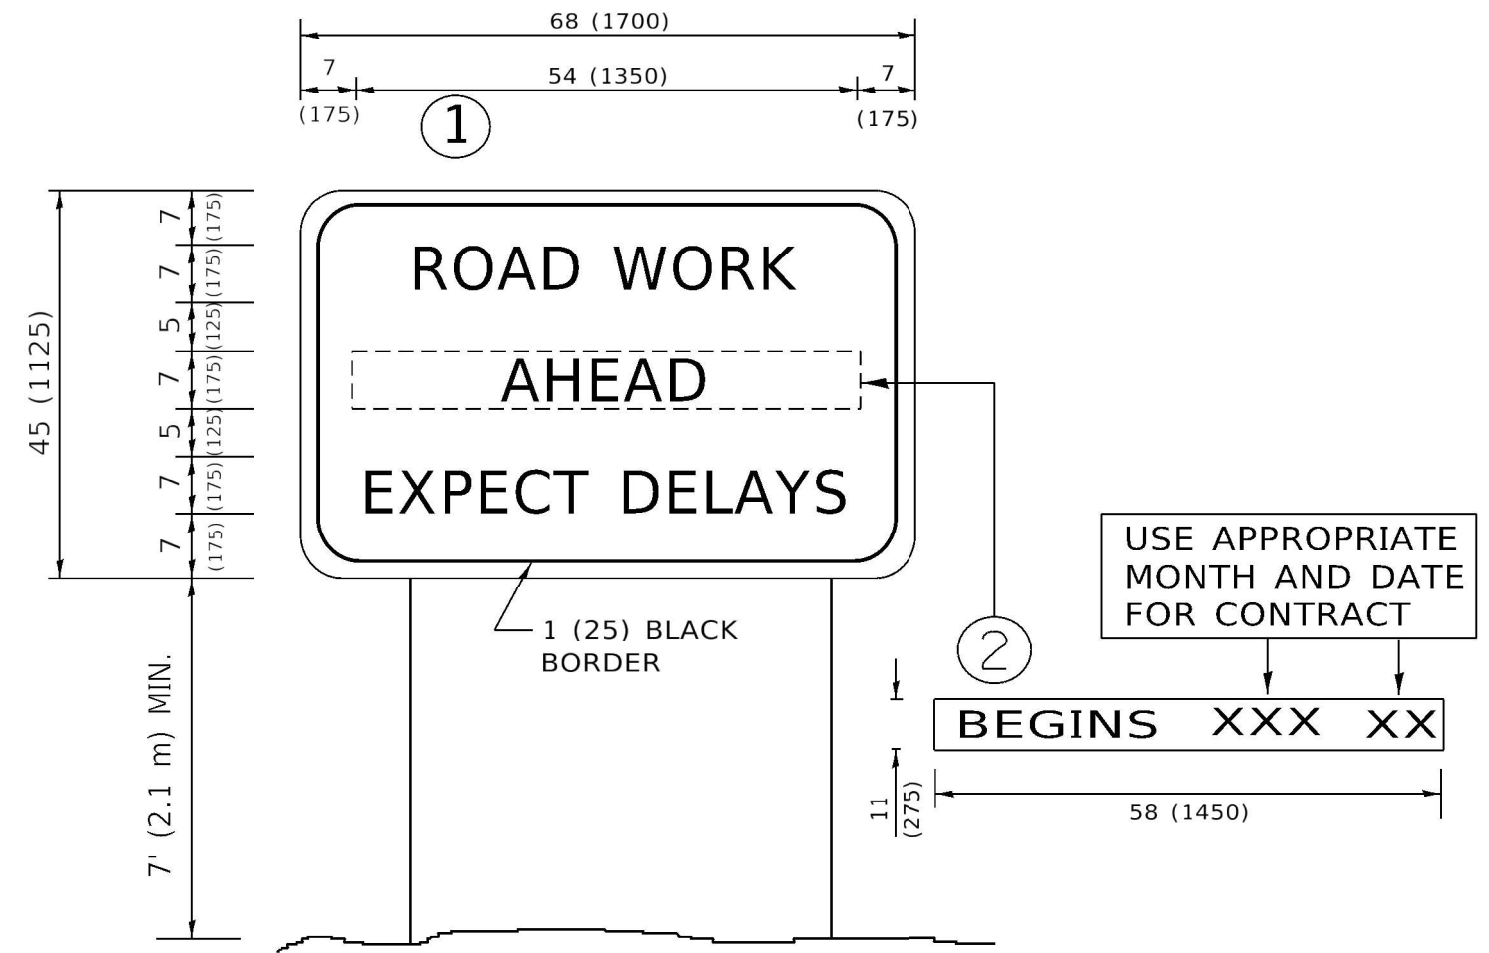 68 (1700)
7 54 (1350) 7
(175) (175)
1
7 (175)
7 (175)
5 (125)
7 (175)
5 (125)
7 (175)
7 (175)
45 (1125)
ROAD WORK
AHEAD
EXPECT DELAYS
1 (25) BLACK
BORDER
7' (2.1 m) MIN.
2
USE APPROPRIATE
MONTH AND DATE
FOR CONTRACT
BEGINS XXX XX
11
(275)
58 (1450)